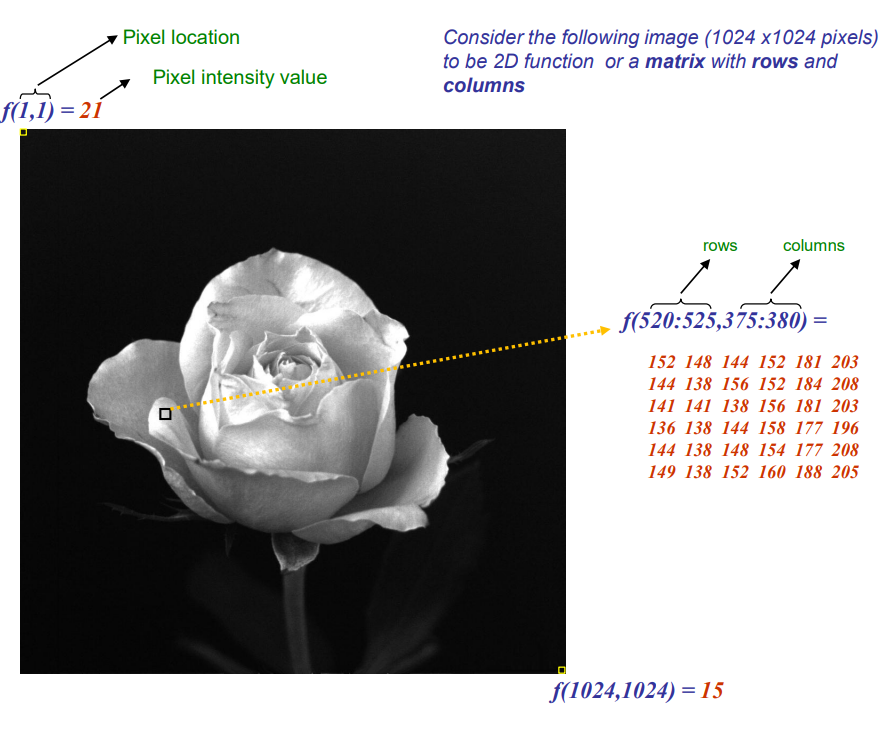 Pixel location
Consider the following image (1024 x1024 pixels)
to be 2D function or a matrix with rows and
columns
Pixel intensity value
f(1,1) = 21
rows columns
f(520:525,375:380) =
152 148 144 152 181 203
144 138 156 152 184 208
141 141 138 156 181 203
136 138 144 158 177 196
144 138 148 154 177 208
149 138 152 160 188 205
f(1024,1024) = 15